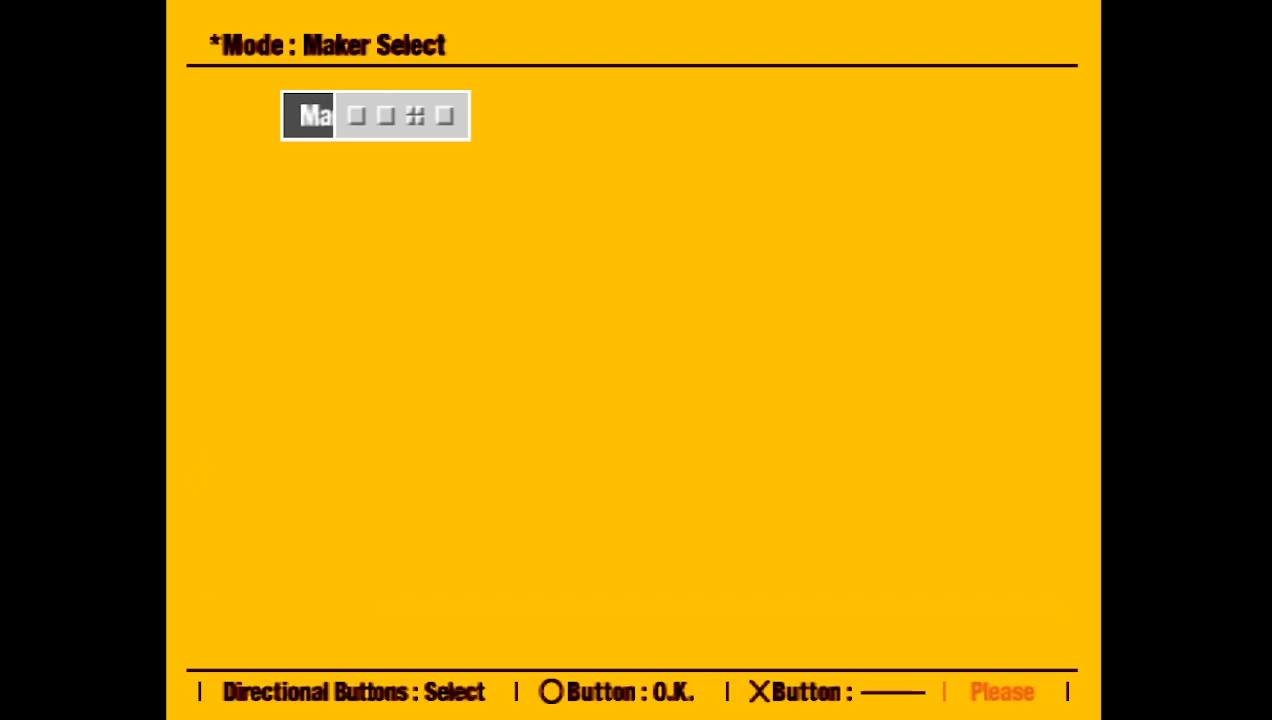 *Mode : Maker Select
Ma
Directional Buttons : Select | ○Button : O.K. | ✕Button : —— | Please |